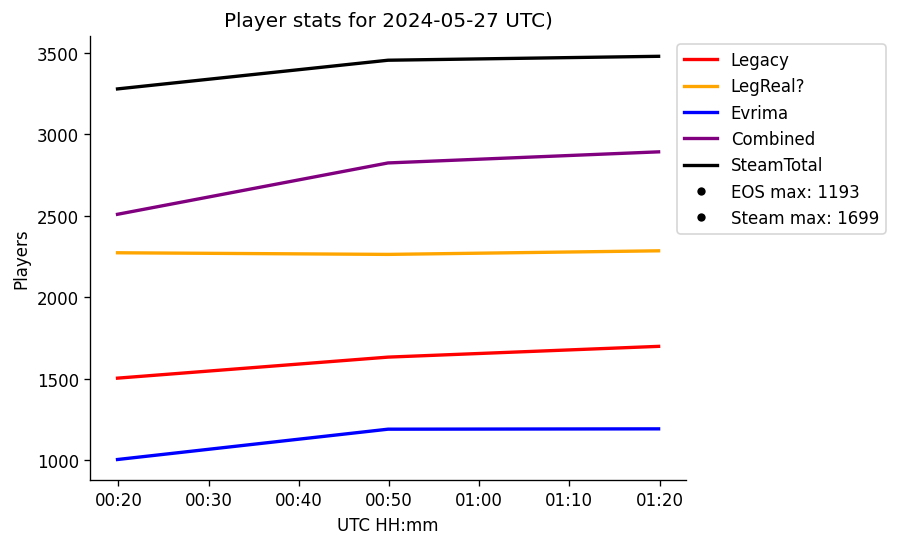 Player stats for 2024-05-27 UTC)
Players
3500
3000
2500
2000
1500
1000
00:20
00:30
00:40
00:50
01:00
01:10
01:20
UTC HH:mm
Legacy
LegReal?
Evrima
Combined
SteamTotal
EOS max: 1193
Steam max: 1699